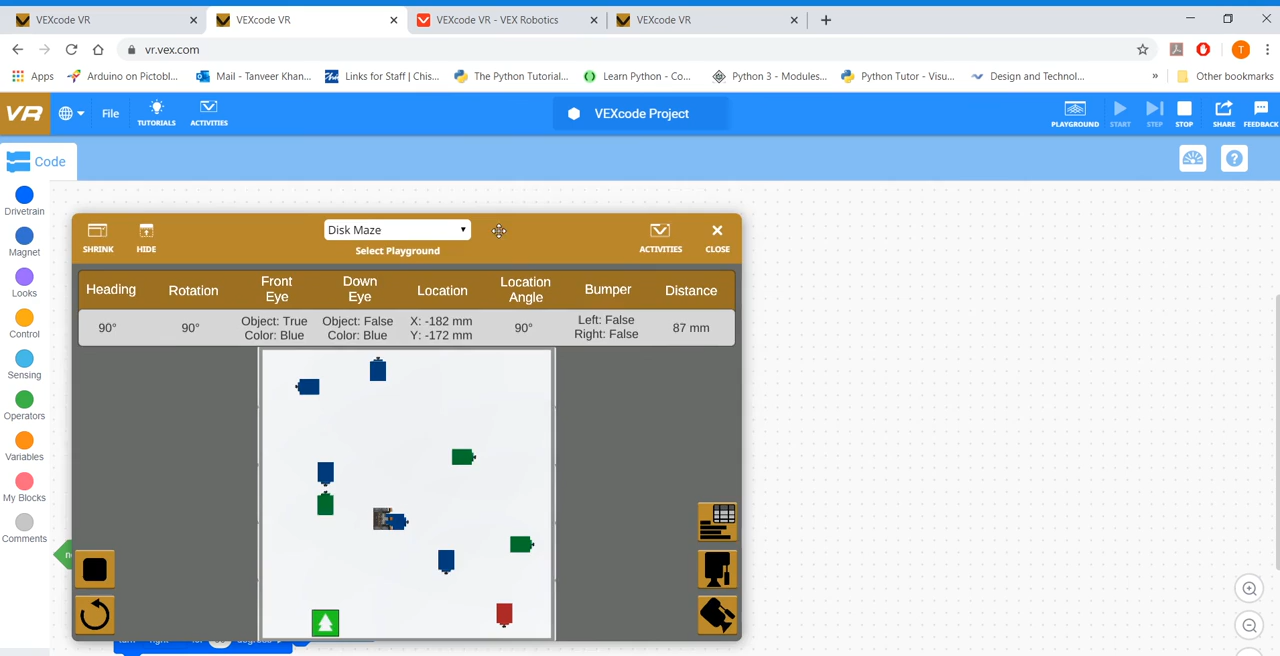 VEXcode VR
VEXcode VR
VEXcode VR - VEX Robotics
VEXcode VR
vr.vex.com
T
Apps
Arduino on Pictobl...
Mail - Tanveer Khan...
Links for Staff | Chis...
The Python Tutorial...
Learn Python - Co...
Python 3 - Modules...
Python Tutor - Visu...
Design and Technol...
»
Other bookmarks
VR
File
TUTORIALS
ACTIVITIES
VEXcode Project
PLAYGROUND
START
STEP
STOP
SHARE
FEEDBACK
Code
?
Drivetrain
Magnet
Looks
Control
Sensing
Operators
Variables
My Blocks
Comments
SHRINK
HIDE
Disk Maze
Select Playground
ACTIVITIES
CLOSE
Heading
Rotation
Front Eye
Down Eye
Location
Location Angle
Bumper
Distance
90°
90°
Object: True
Color: Blue
Object: False
Color: Blue
X: -182 mm
Y: -172 mm
90°
Left: False
Right: False
87 mm